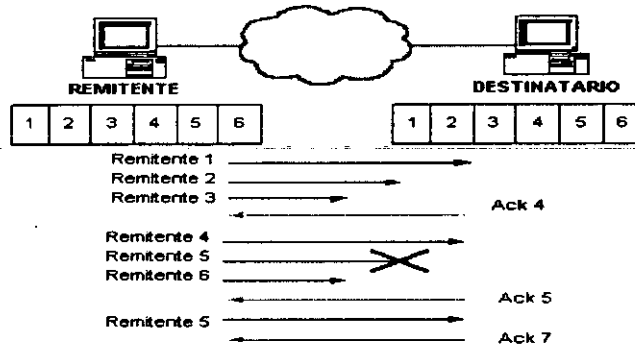 REMITENTE
DESTINATARIO
1 2 3 4 5 6
1 2 3 4 5 6
Remitente 1
Remitente 2
Remitente 3
Ack 4
Remitente 4
Remitente 5
Remitente 6
Ack 5
Remitente 5
Ack 7